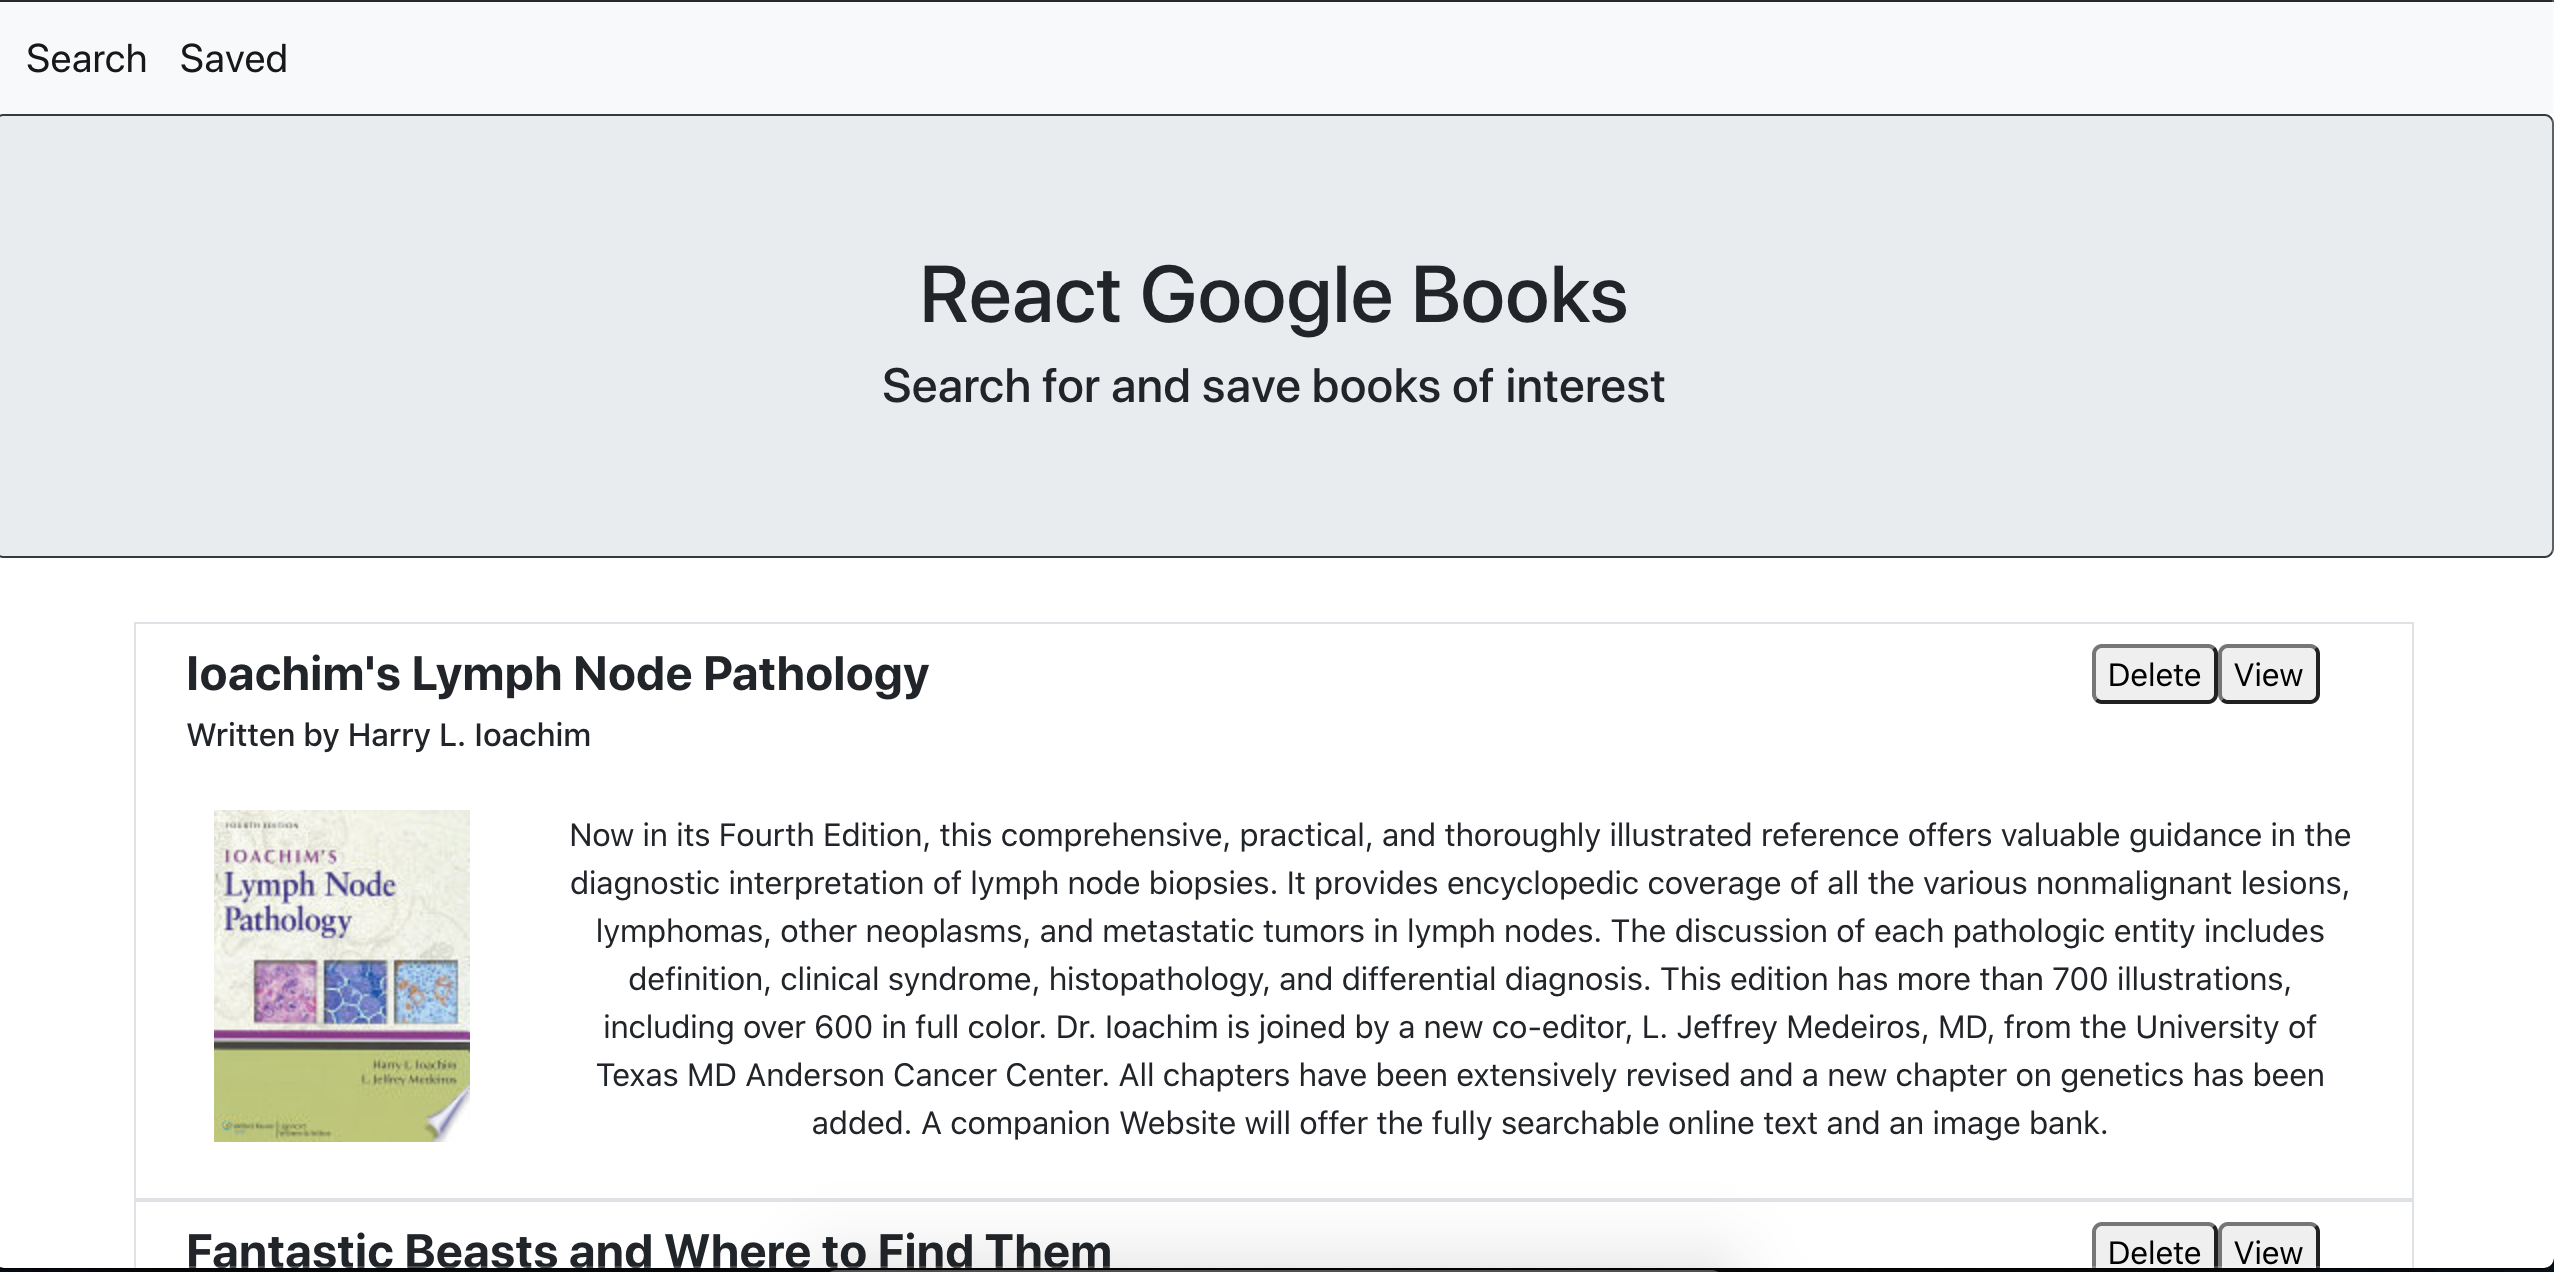 Search Saved
React Google Books
Search for and save books of interest
Ioachim's Lymph Node Pathology
Delete View
Written by Harry L. Ioachim
FOURTH EDITION
IOACHIM'S
Lymph Node
Pathology
Harry L. Ioachim
L. Jeffrey Medeiros
Now in its Fourth Edition, this comprehensive, practical, and thoroughly illustrated reference offers valuable guidance in the
diagnostic interpretation of lymph node biopsies. It provides encyclopedic coverage of all the various nonmalignant lesions,
lymphomas, other neoplasms, and metastatic tumors in lymph nodes. The discussion of each pathologic entity includes
definition, clinical syndrome, histopathology, and differential diagnosis. This edition has more than 700 illustrations,
including over 600 in full color. Dr. Ioachim is joined by a new co-editor, L. Jeffrey Medeiros, MD, from the University of
Texas MD Anderson Cancer Center. All chapters have been extensively revised and a new chapter on genetics has been
added. A companion Website will offer the fully searchable online text and an image bank.
Fantastic Beasts and Where to Find Them
Delete View